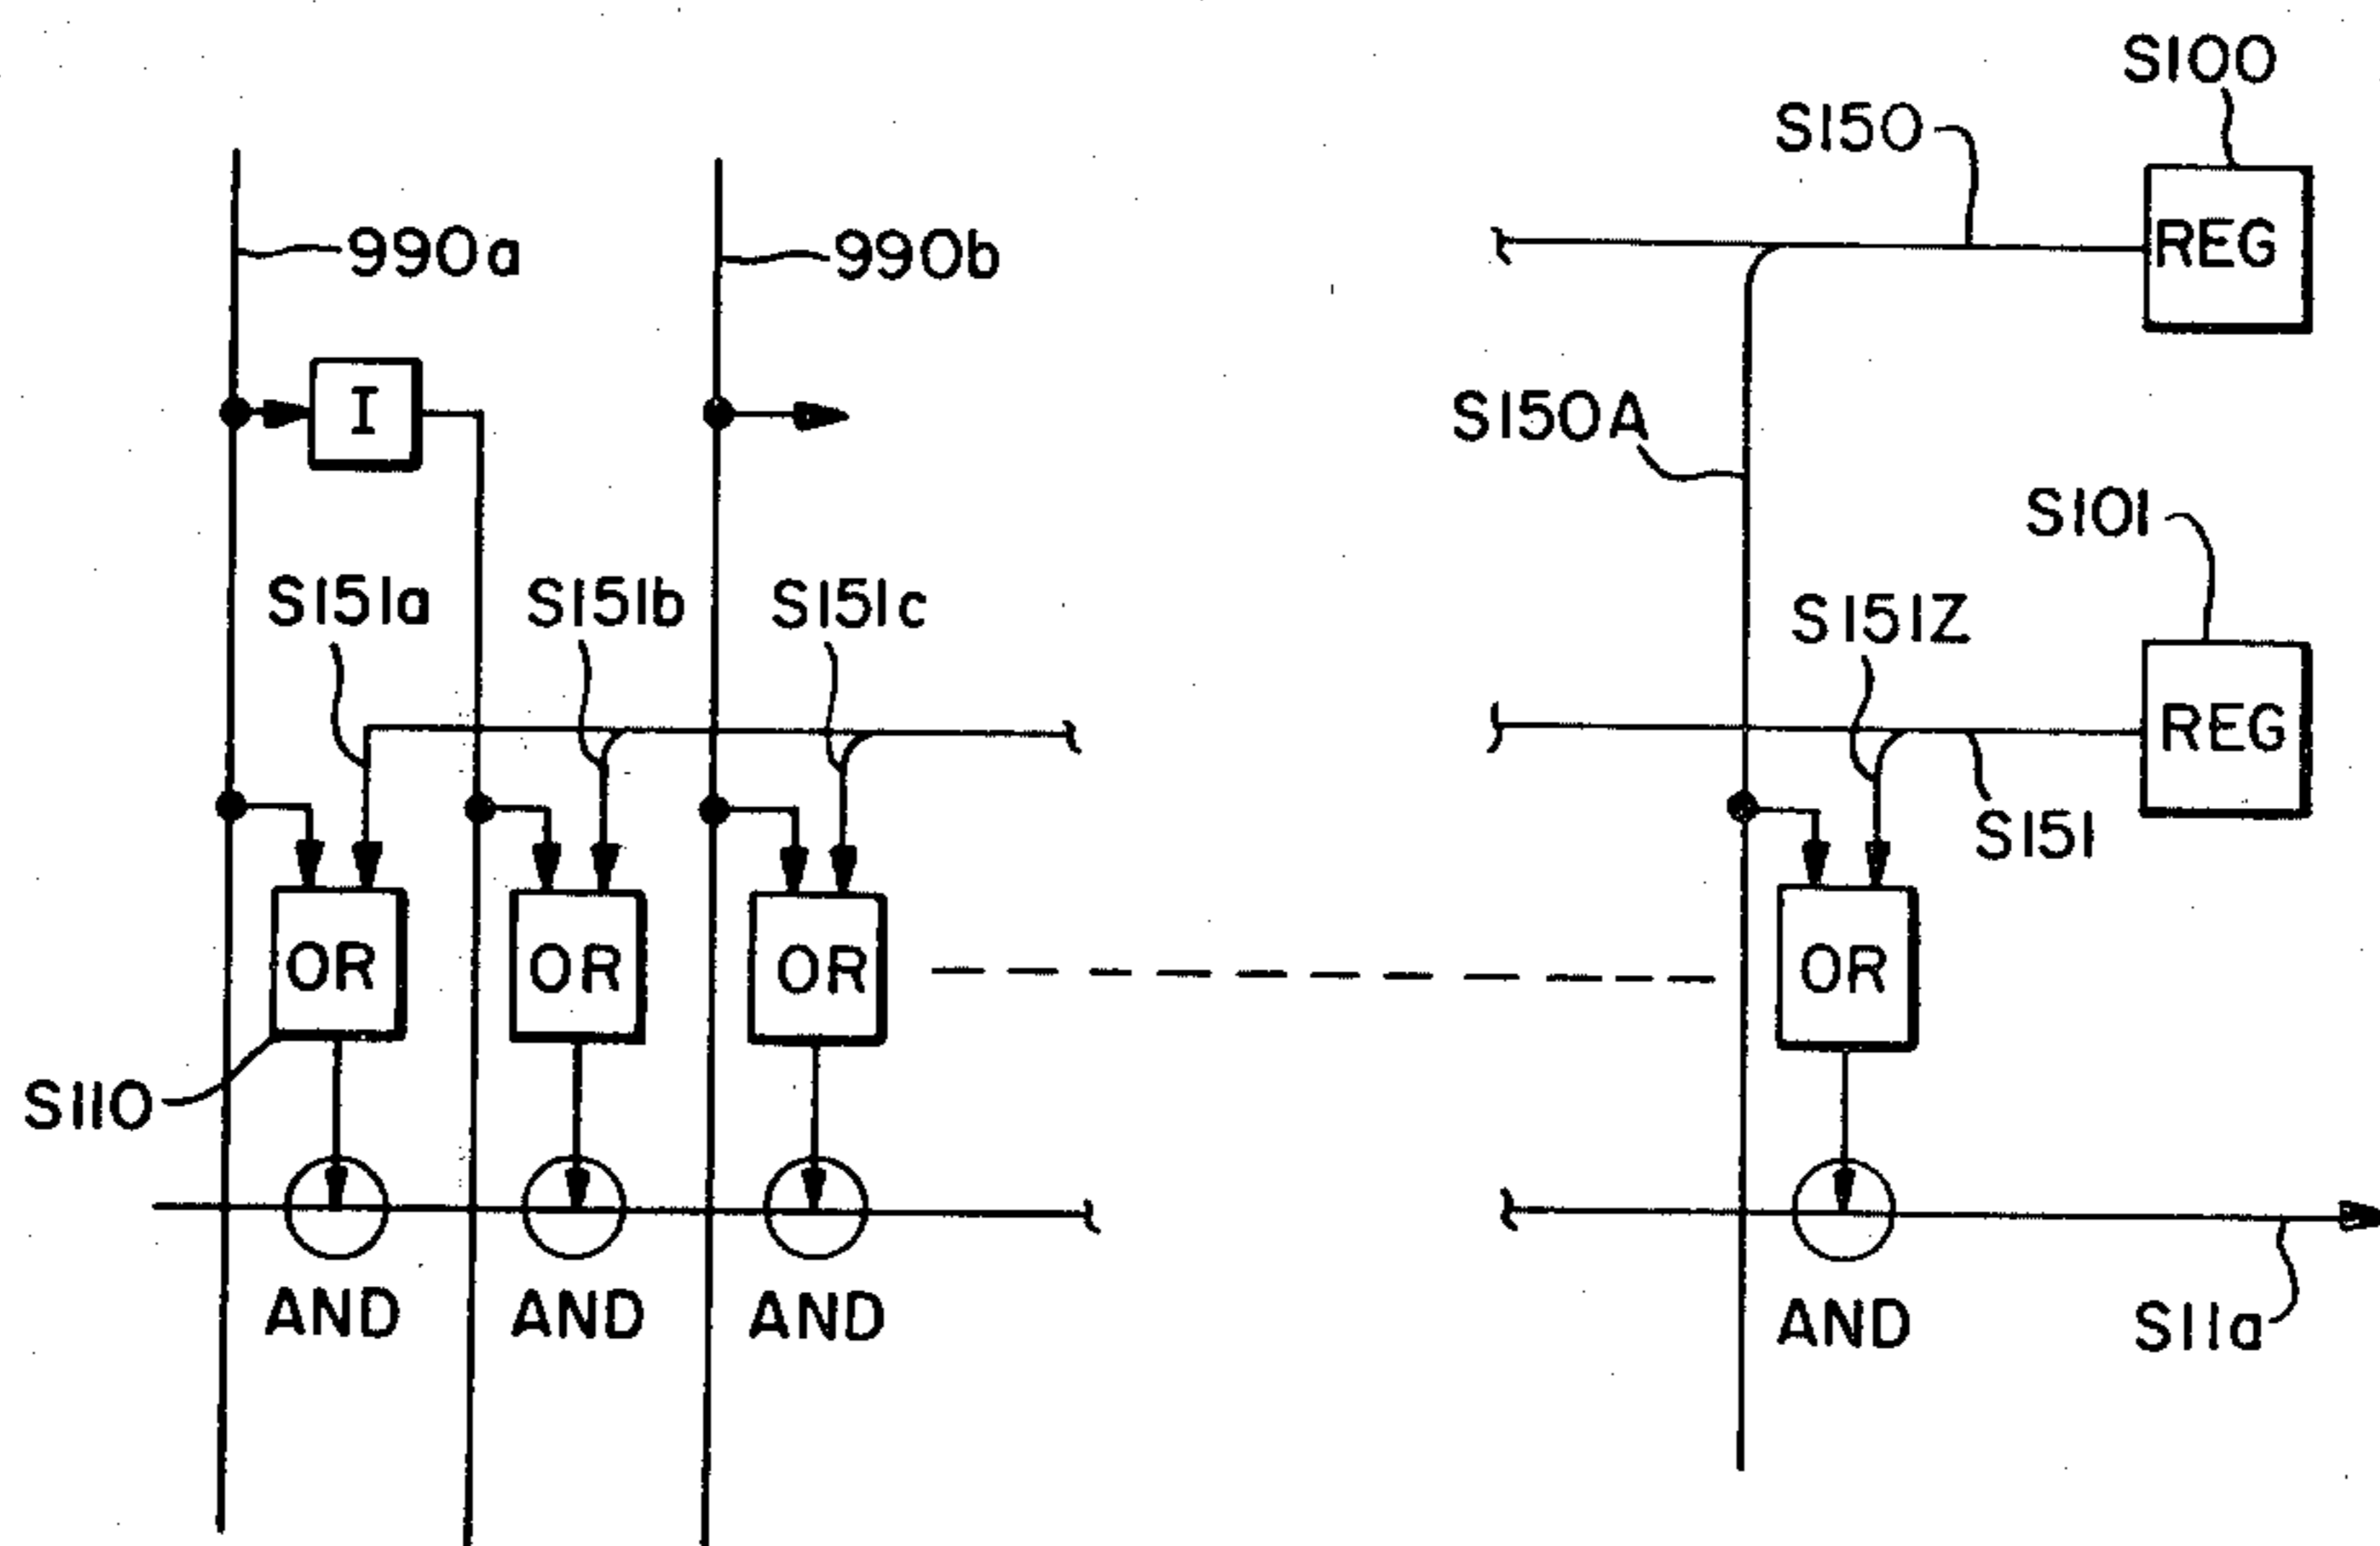 S100
S150
990a
990b
REG
I
S150A
S101
S151a
S151b
S151c
S151Z
REG
S151
OR
OR
OR
OR
S110
AND
AND
AND
AND
S11a